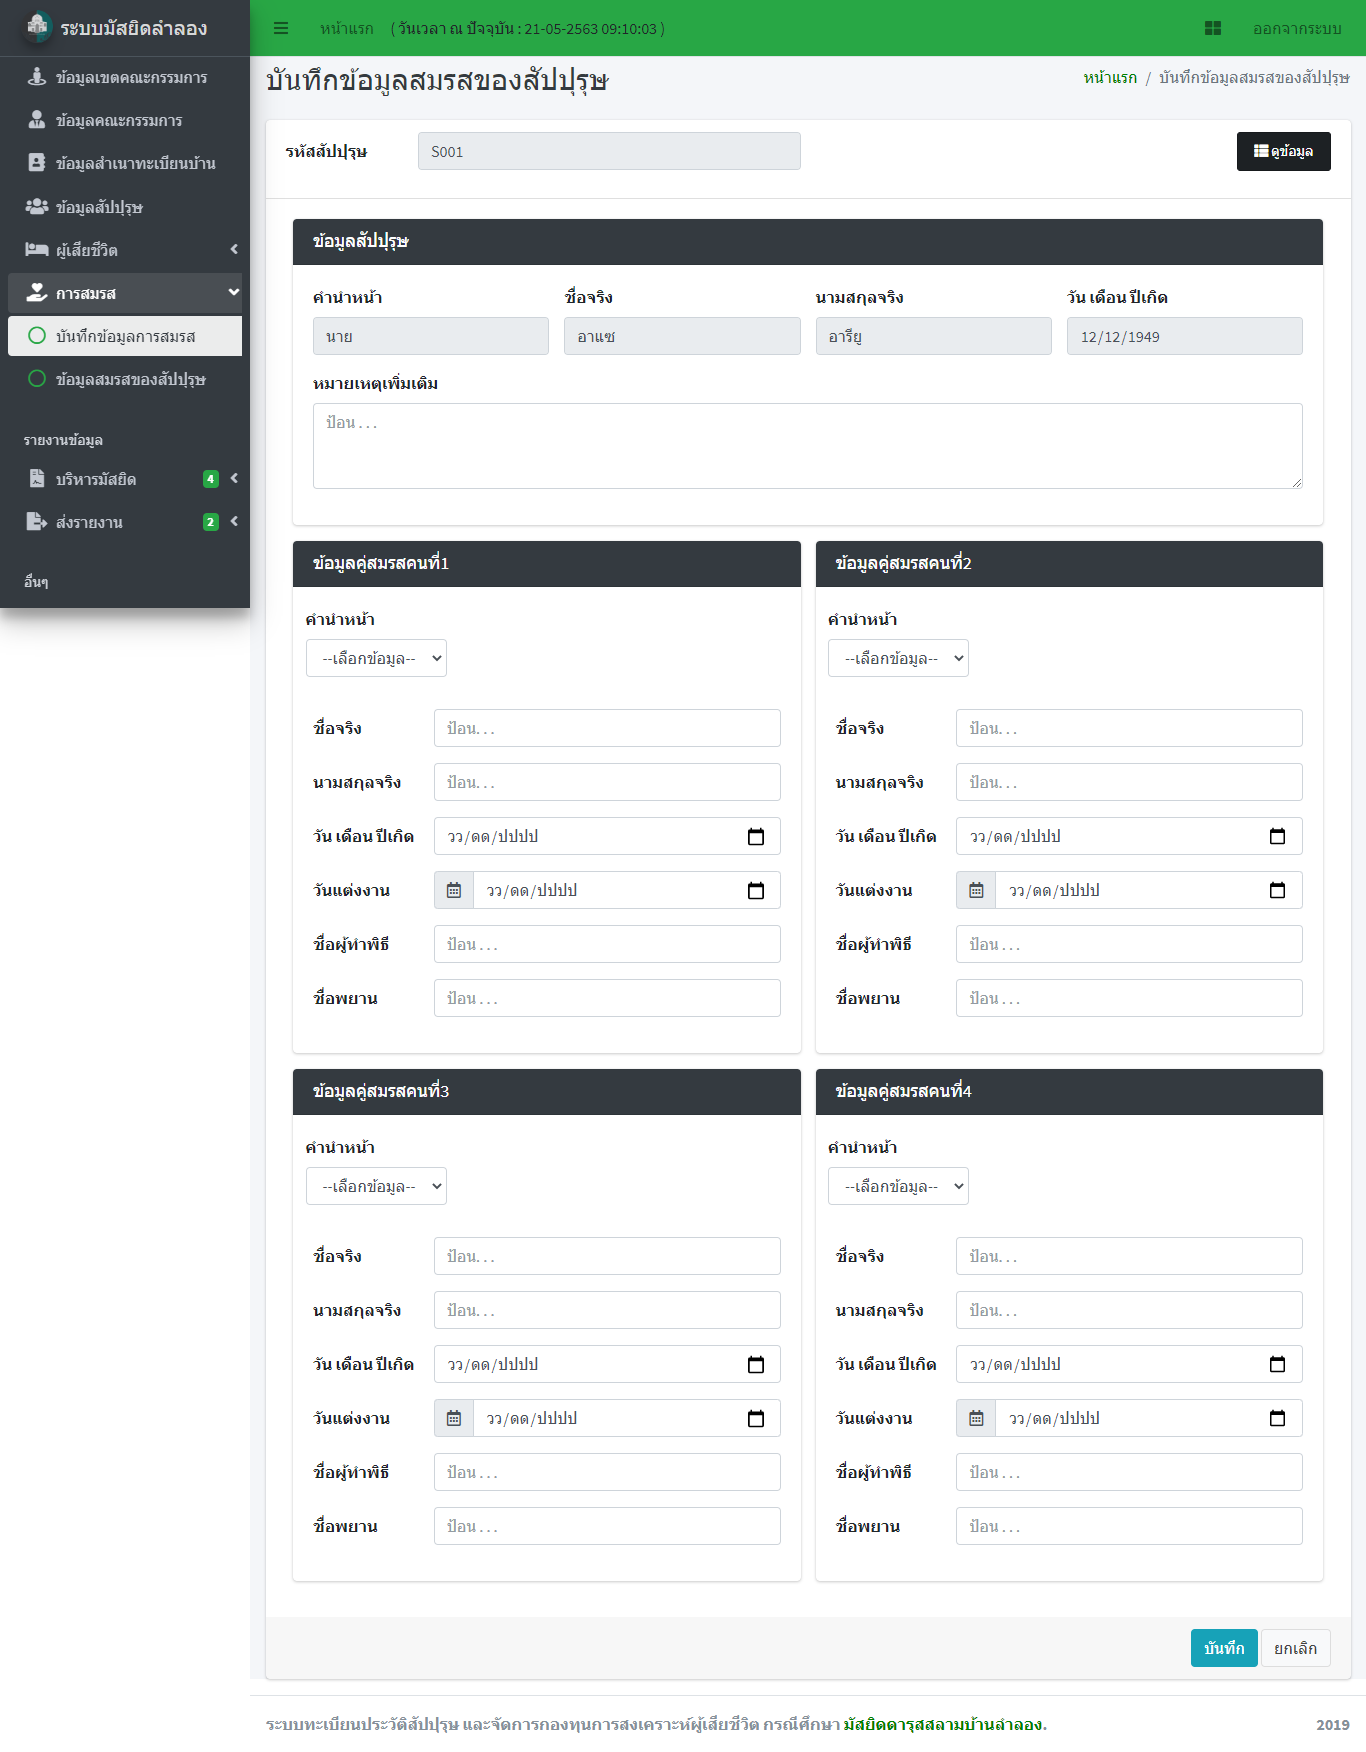 ระบบมัสยิดลำลอง
หน้าแรก ( วันเวลา ณ ปัจจุบัน : 21-05-2563 09:10:03 ) ออกจากระบบ
ข้อมูลเขตคณะกรรมการ
ข้อมูลคณะกรรมการ
ข้อมูลสำเนาทะเบียนบ้าน
ข้อมูลสัปปุรุษ
ผู้เสียชีวิต
การสมรส
บันทึกข้อมูลการสมรส
ข้อมูลสมรสของสัปปุรุษ
รายงานข้อมูล
บริหารมัสยิด 4
ส่งรายงาน 2
อื่นๆ
บันทึกข้อมูลสมรสของสัปปุรุษ
หน้าแรก / บันทึกข้อมูลสมรสของสัปปุรุษ
รหัสสัปปุรุษ S001 ดูข้อมูล
ข้อมูลสัปปุรุษ
คำนำหน้า ชื่อจริง นามสกุลจริง วัน เดือน ปีเกิด
นาย อาแซ อารียู 12/12/1949
หมายเหตุเพิ่มเติม
ป้อน . . .
ข้อมูลคู่สมรสคนที่1
คำนำหน้า
--เลือกข้อมูล--
ชื่อจริง ป้อน. . .
นามสกุลจริง ป้อน. . .
วัน เดือน ปีเกิด วว/ดด/ปปปป
วันแต่งงาน วว/ดด/ปปปป
ชื่อผู้ทำพิธี ป้อน . . .
ชื่อพยาน ป้อน . . .
ข้อมูลคู่สมรสคนที่2
คำนำหน้า
--เลือกข้อมูล--
ชื่อจริง ป้อน. . .
นามสกุลจริง ป้อน. . .
วัน เดือน ปีเกิด วว/ดด/ปปปป
วันแต่งงาน วว/ดด/ปปปป
ชื่อผู้ทำพิธี ป้อน . . .
ชื่อพยาน ป้อน . . .
ข้อมูลคู่สมรสคนที่3
คำนำหน้า
--เลือกข้อมูล--
ชื่อจริง ป้อน. . .
นามสกุลจริง ป้อน. . .
วัน เดือน ปีเกิด วว/ดด/ปปปป
วันแต่งงาน วว/ดด/ปปปป
ชื่อผู้ทำพิธี ป้อน . . .
ชื่อพยาน ป้อน . . .
ข้อมูลคู่สมรสคนที่4
คำนำหน้า
--เลือกข้อมูล--
ชื่อจริง ป้อน. . .
นามสกุลจริง ป้อน. . .
วัน เดือน ปีเกิด วว/ดด/ปปปป
วันแต่งงาน วว/ดด/ปปปป
ชื่อผู้ทำพิธี ป้อน . . .
ชื่อพยาน ป้อน . . .
บันทึก ยกเลิก
ระบบทะเบียนประวัติสัปปุรุษ และจัดการกองทุนการสงเคราะห์ผู้เสียชีวิต กรณีศึกษา มัสยิดดารุสสลามบ้านลำลอง. 2019